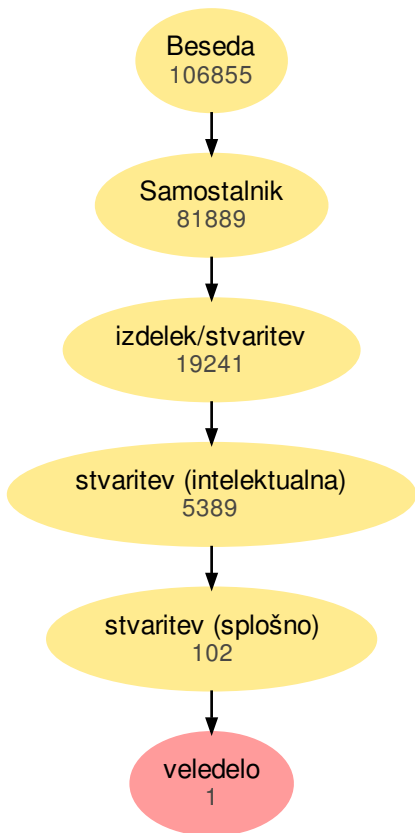 Beseda
106855
Samostalnik
81889
izdelek/stvaritev
19241
stvaritev (intelektualna)
5389
stvaritev (splošno)
102
veledelo
1